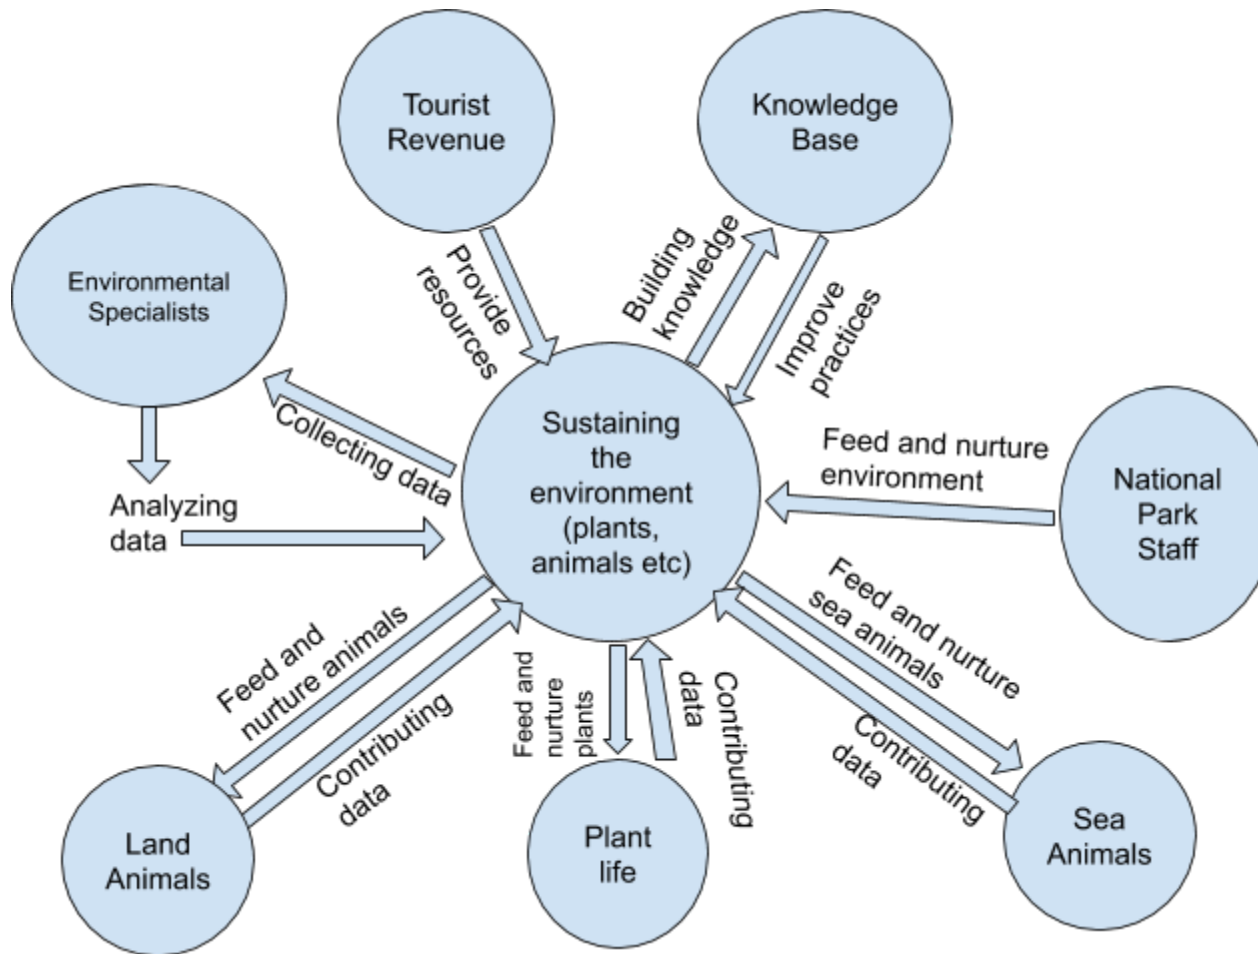 Tourist
Revenue
Knowledge
Base
Environmental
Specialists
Provide
resources
Building
knowledge
Improve
practices
Collecting data
Sustaining
the
environment
(plants,
animals etc)
Feed and nurture
environment
National
Park
Staff
Analyzing
data
Feed and
nurture animals
Contributing
data
Feed and
nurture
plants
Contributing
data
Feed and nurture
sea animals
Contributing
data
Land
Animals
Plant
life
Sea
Animals